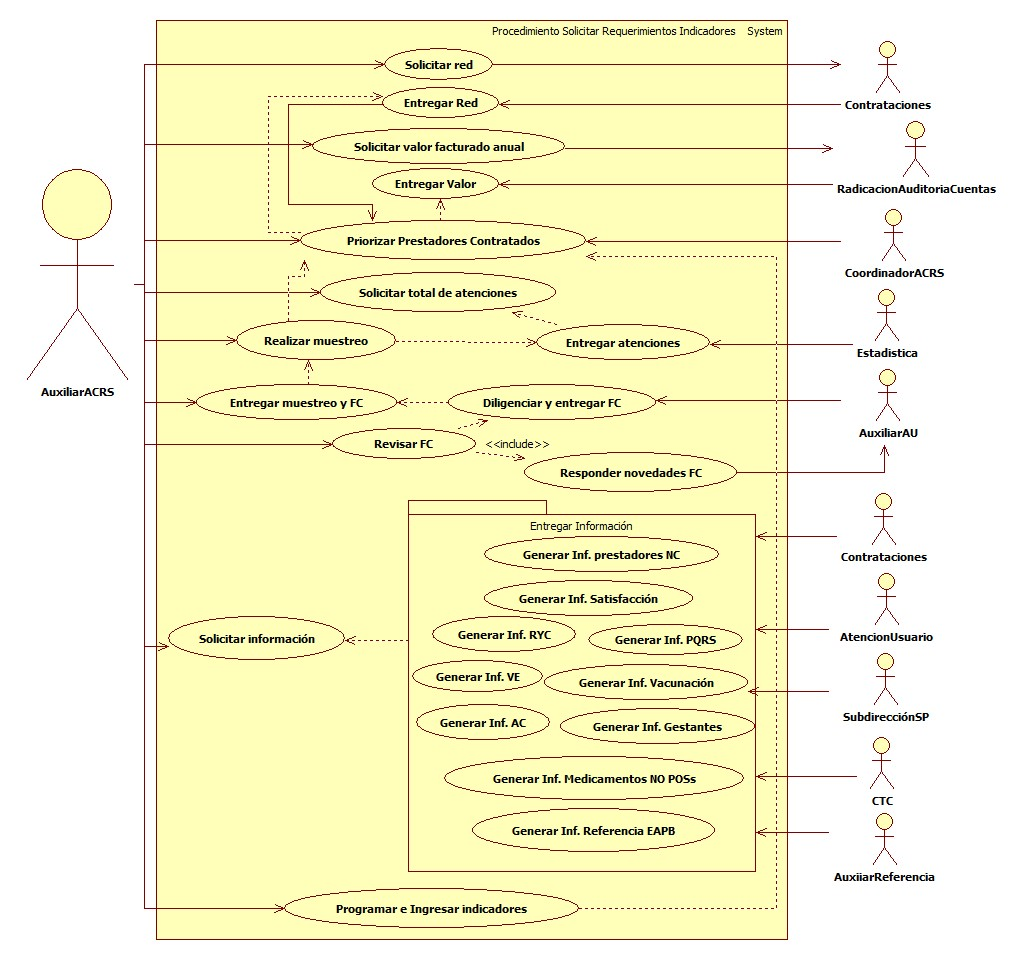 Procedimiento Solicitar Requerimientos Indicadores System
Solicitar red
Entregar Red
Contrataciones
Solicitar valor facturado anual
Entregar Valor
RadicacionAuditoriaCuentas
Priorizar Prestadores Contratados
CoordinadorACRS
Solicitar total de atenciones
Realizar muestreo
Entregar atenciones
Estadistica
AuxiliarACRS
Entregar muestreo y FC
Diligenciar y entregar FC
AuxiliarAU
Revisar FC
<<include>>
Responder novedades FC
Entregar Información
Generar Inf. prestadores NC
Contrataciones
Generar Inf. Satisfacción
Solicitar información
Generar Inf. RYC
Generar Inf. PQRS
AtencionUsuario
Generar Inf. VE
Generar Inf. Vacunación
SubdirecciónSP
Generar Inf. AC
Generar Inf. Gestantes
Generar Inf. Medicamentos NO POSs
CTC
Generar Inf. Referencia EAPB
AuxiiarReferencia
Programar e Ingresar indicadores